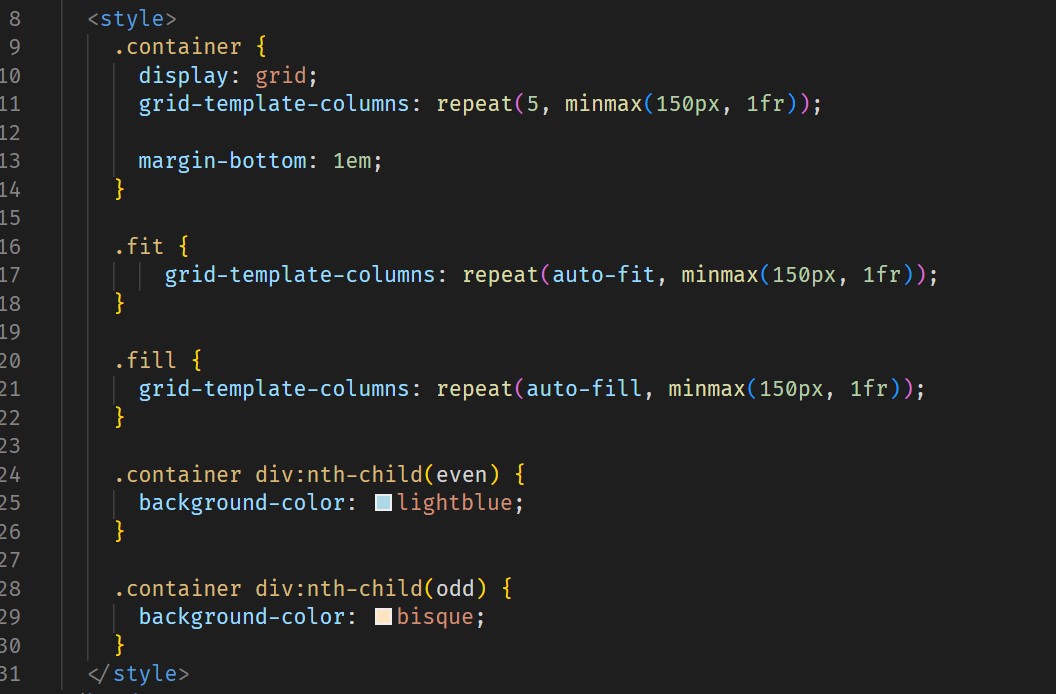 8 <style>
9 .container {
10 display: grid;
11 grid-template-columns: repeat(5, minmax(150px, 1fr));
12
13 margin-bottom: 1em;
14 }
15
16 .fit {
17 grid-template-columns: repeat(auto-fit, minmax(150px, 1fr));
18 }
19
20 .fill {
21 grid-template-columns: repeat(auto-fill, minmax(150px, 1fr));
22 }
23
24 .container div:nth-child(even) {
25 background-color: lightblue;
26 }
27
28 .container div:nth-child(odd) {
29 background-color: bisque;
30 }
31 </style>